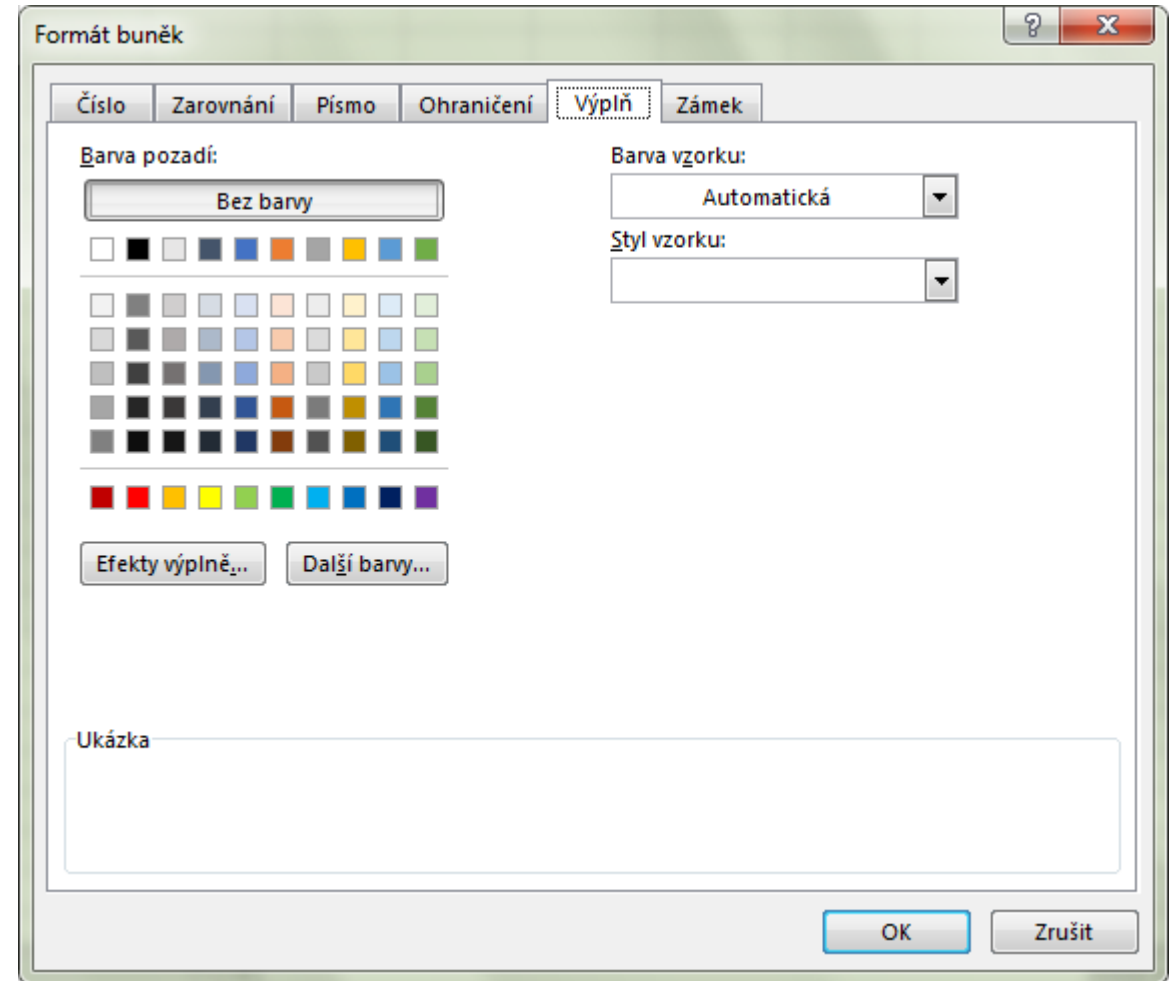 Formát buněk
Číslo Zarovnání Písmo Ohraničení Výplň Zámek
Barva pozadí:
Bez barvy
Barva vzorku:
Automatická
Styl vzorku:
Efekty výplně... Další barvy...
Ukázka
OK Zrušit